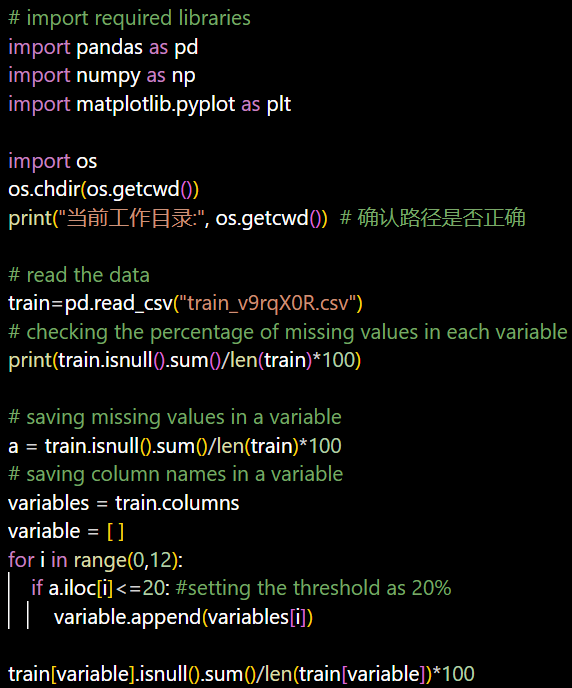 # import required libraries
import pandas as pd
import numpy as np
import matplotlib.pyplot as plt
import os
os.chdir(os.getcwd())
print("当前工作目录:", os.getcwd())  # 确认路径是否正确
# read the data
train=pd.read_csv("train_v9rqX0R.csv")
# checking the percentage of missing values in each variable
print(train.isnull().sum()/len(train)*100)
# saving missing values in a variable
a = train.isnull().sum()/len(train)*100
# saving column names in a variable
variables = train.columns
variable = [ ]
for i in range(0,12):
    if a.iloc[i]<=20: #setting the threshold as 20%
        variable.append(variables[i])
train[variable].isnull().sum()/len(train[variable])*100